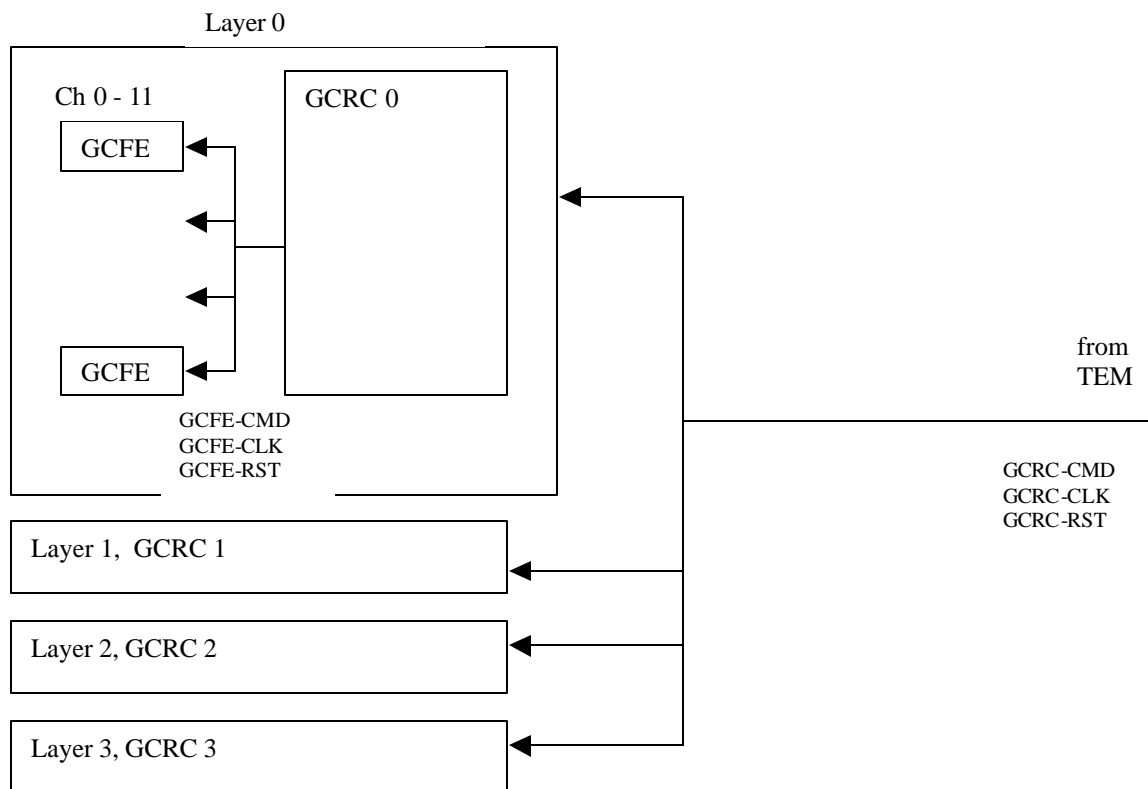 Layer 0
Ch 0 - 11
GCRC 0
GCFE
GCFE
GCFE-CMD
GCFE-CLK
GCFE-RST
from
TEM
GCRC-CMD
GCRC-CLK
GCRC-RST
Layer 1, GCRC 1
Layer 2, GCRC 2
Layer 3, GCRC 3